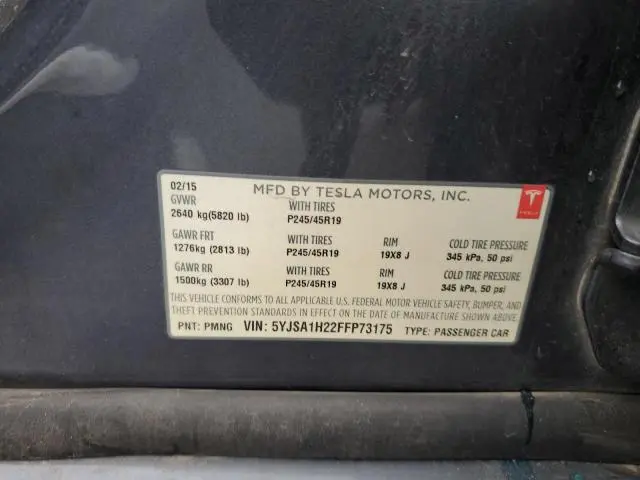 02/15 MFD BY TESLA MOTORS, INC.
GVWR WITH TIRES
2640 kg(5820 lb) P245/45R19
GAWR FRT WITH TIRES RIM COLD TIRE PRESSURE
1276kg (2813 lb) P245/45R19 19X8 J 345 kPa, 50 psi
GAWR RR WITH TIRES RIM COLD TIRE PRESSURE
1500kg (3307 lb) P245/45R19 19X8 J 345 kPa, 50 psi
THIS VEHICLE CONFORMS TO ALL APPLICABLE U.S. FEDERAL MOTOR VEHICLE SAFETY, BUMPER, AND
THEFT PREVENTION STANDARDS IN EFFECT ON THE DATE OF MANUFACTURE SHOWN ABOVE.
PNT: PMNG VIN: 5YJSA1H22FFP73175 TYPE: PASSENGER CAR
TESLA